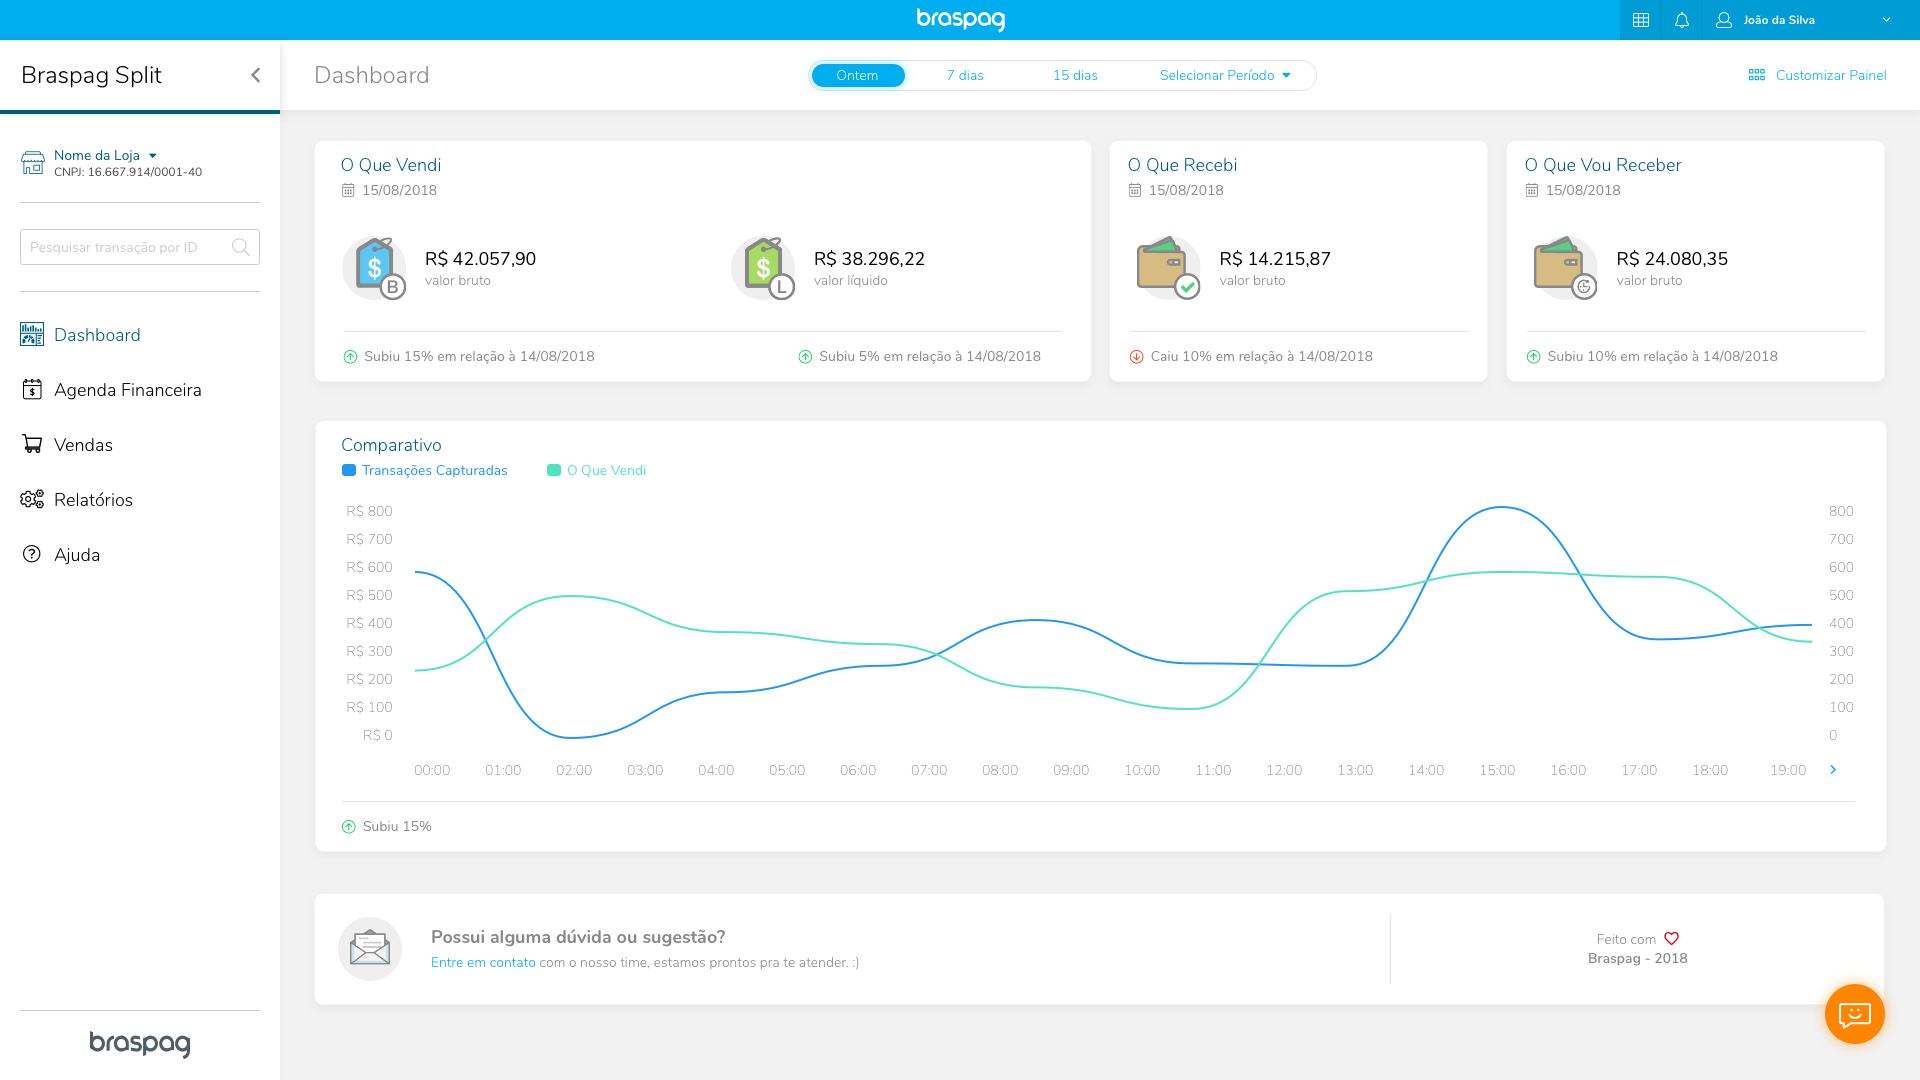 braspag
João da Silva
Braspag Split
Dashboard
Ontem
7 dias
15 dias
Selecionar Período
Customizar Painel
Nome da Loja
CNPJ: 16.667.914/0001-40
Pesquisar transação por ID
Dashboard
Agenda Financeira
Vendas
Relatórios
Ajuda
braspag
O Que Vendi
15/08/2018
$
B
R$ 42.057,90
valor bruto
$
L
R$ 38.296,22
valor líquido
Subiu 15% em relação à 14/08/2018
Subiu 5% em relação à 14/08/2018
O Que Recebi
15/08/2018
R$ 14.215,87
valor bruto
Caiu 10% em relação à 14/08/2018
O Que Vou Receber
15/08/2018
R$ 24.080,35
valor bruto
Subiu 10% em relação à 14/08/2018
Comparativo
Transações Capturadas
O Que Vendi
R$ 800
R$ 700
R$ 600
R$ 500
R$ 400
R$ 300
R$ 200
R$ 100
R$ 0
800
700
600
500
400
300
200
100
0
00:00 01:00 02:00 03:00 04:00 05:00 06:00 07:00 08:00 09:00 10:00 11:00 12:00 13:00 14:00 15:00 16:00 17:00 18:00 19:00
Subiu 15%
Possui alguma dúvida ou sugestão?
Entre em contato com o nosso time, estamos prontos pra te atender. :)
Feito com
Braspag - 2018